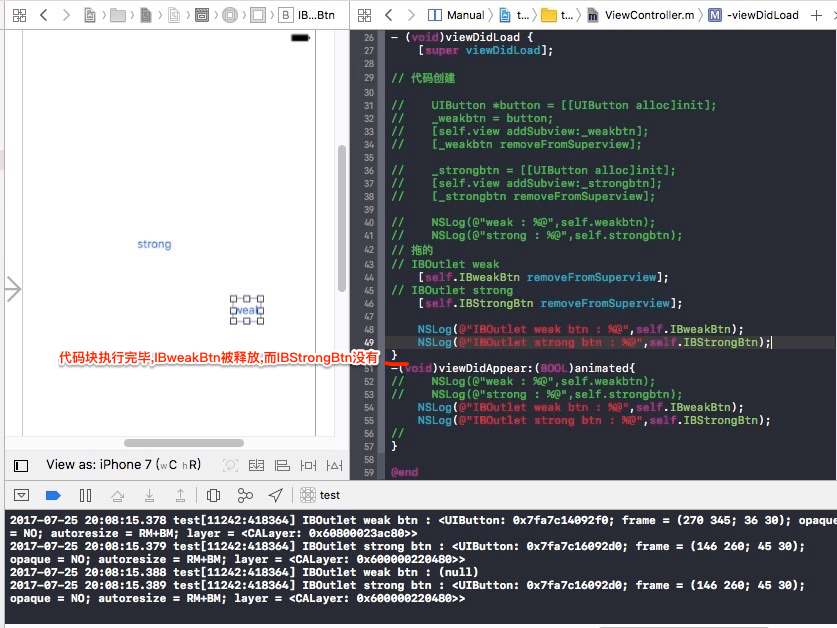 IB...Btn
Manual
t...
t...
ViewController.m
-viewDidLoad
strong
weak
代码块执行完毕,IBweakBtn被释放,而IBStrongBtn没有
View as: iPhone 7 (wC hR)
26 - (void)viewDidLoad {
27 [super viewDidLoad];
28
29 // 代码创建
30
31 // UIButton *button = [[UIButton alloc]init];
32 // _weakbtn = button;
33 // [self.view addSubview:_weakbtn];
34 // [_weakbtn removeFromSuperview];
35
36 // _strongbtn = [[UIButton alloc]init];
37 // [self.view addSubview:_strongbtn];
38 // [_strongbtn removeFromSuperview];
39
40 // NSLog(@"weak : %@",self.weakbtn);
41 // NSLog(@"strong : %@",self.strongbtn);
42 // 拖的
43 // IBOutlet weak
44 [self.IBweakBtn removeFromSuperview];
45 // IBOutlet strong
46 [self.IBStrongBtn removeFromSuperview];
47
48 NSLog(@"IBOutlet weak btn : %@",self.IBweakBtn);
49 NSLog(@"IBOutlet strong btn : %@",self.IBStrongBtn);
}
51 -(void)viewDidAppear:(BOOL)animated{
52 // NSLog(@"weak : %@",self.weakbtn);
53 // NSLog(@"strong : %@",self.strongbtn);
54 NSLog(@"IBOutlet weak btn : %@",self.IBweakBtn);
55 NSLog(@"IBOutlet strong btn : %@",self.IBStrongBtn);
56 //
57 }
58
59 @end
test
2017-07-25 20:08:15.378 test[11242:418364] IBOutlet weak btn : <UIButton: 0x7fa7c14092f0; frame = (270 345; 36 30); opaque
= NO; autoresize = RM+BM; layer = <CALayer: 0x60800023ac80>>
2017-07-25 20:08:15.379 test[11242:418364] IBOutlet strong btn : <UIButton: 0x7fa7c16092d0; frame = (146 260; 45 30);
opaque = NO; autoresize = RM+BM; layer = <CALayer: 0x600000220480>>
2017-07-25 20:08:15.388 test[11242:418364] IBOutlet weak btn : (null)
2017-07-25 20:08:15.389 test[11242:418364] IBOutlet strong btn : <UIButton: 0x7fa7c16092d0; frame = (146 260; 45 30);
opaque = NO; autoresize = RM+BM; layer = <CALayer: 0x600000220480>>